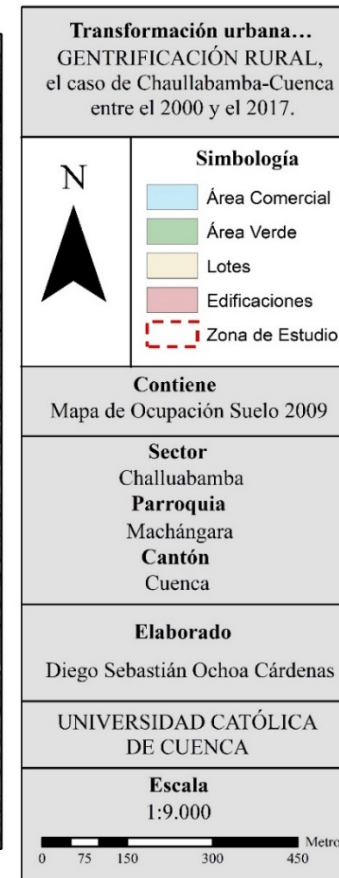 Transformación urbana…
GENTRIFICACIÓN RURAL,
el caso de Chaullabamba-Cuenca
entre el 2000 y el 2017.
N
Simbología
Área Comercial
Área Verde
Lotes
Edificaciones
Zona de Estudio
Contiene
Mapa de Ocupación Suelo 2009
Sector
Challuabamba
Parroquia
Machángara
Cantón
Cuenca
Elaborado
Diego Sebastián Ochoa Cárdenas
UNIVERSIDAD CATÓLICA
DE CUENCA
Escala
1:9.000
Metro
0 75 150 300 450